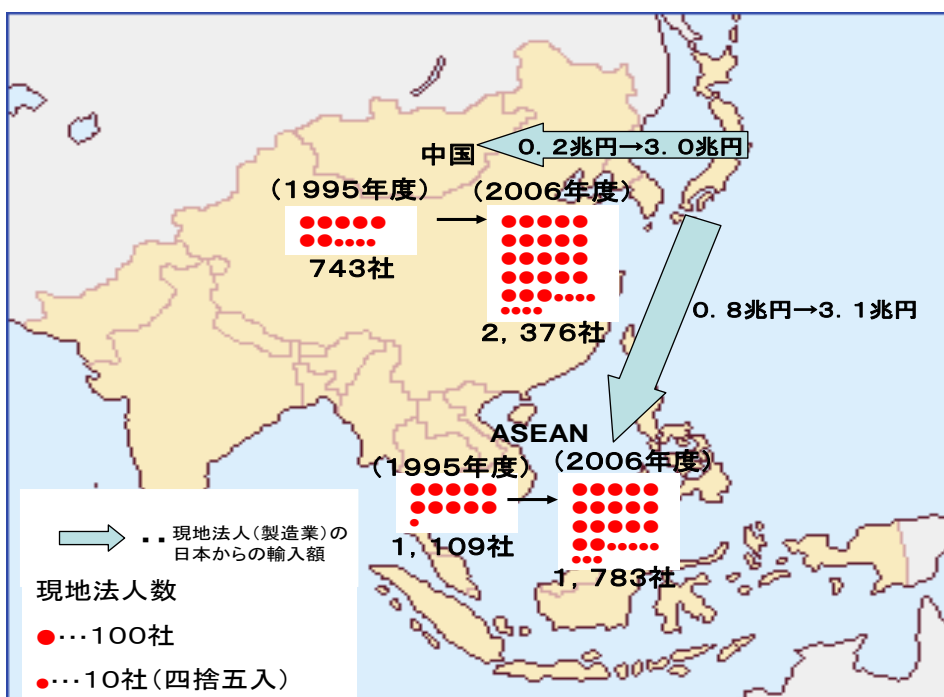 中国
0．2兆円→3．0兆円
（1995年度）
（2006年度）
743社
2，376社
0．8兆円→3．1兆円
ASEAN
（1995年度）
（2006年度）
1，109社
1，783社
‥現地法人（製造業）の
日本からの輸入額
現地法人数
●…100社
●…10社（四捨五入）